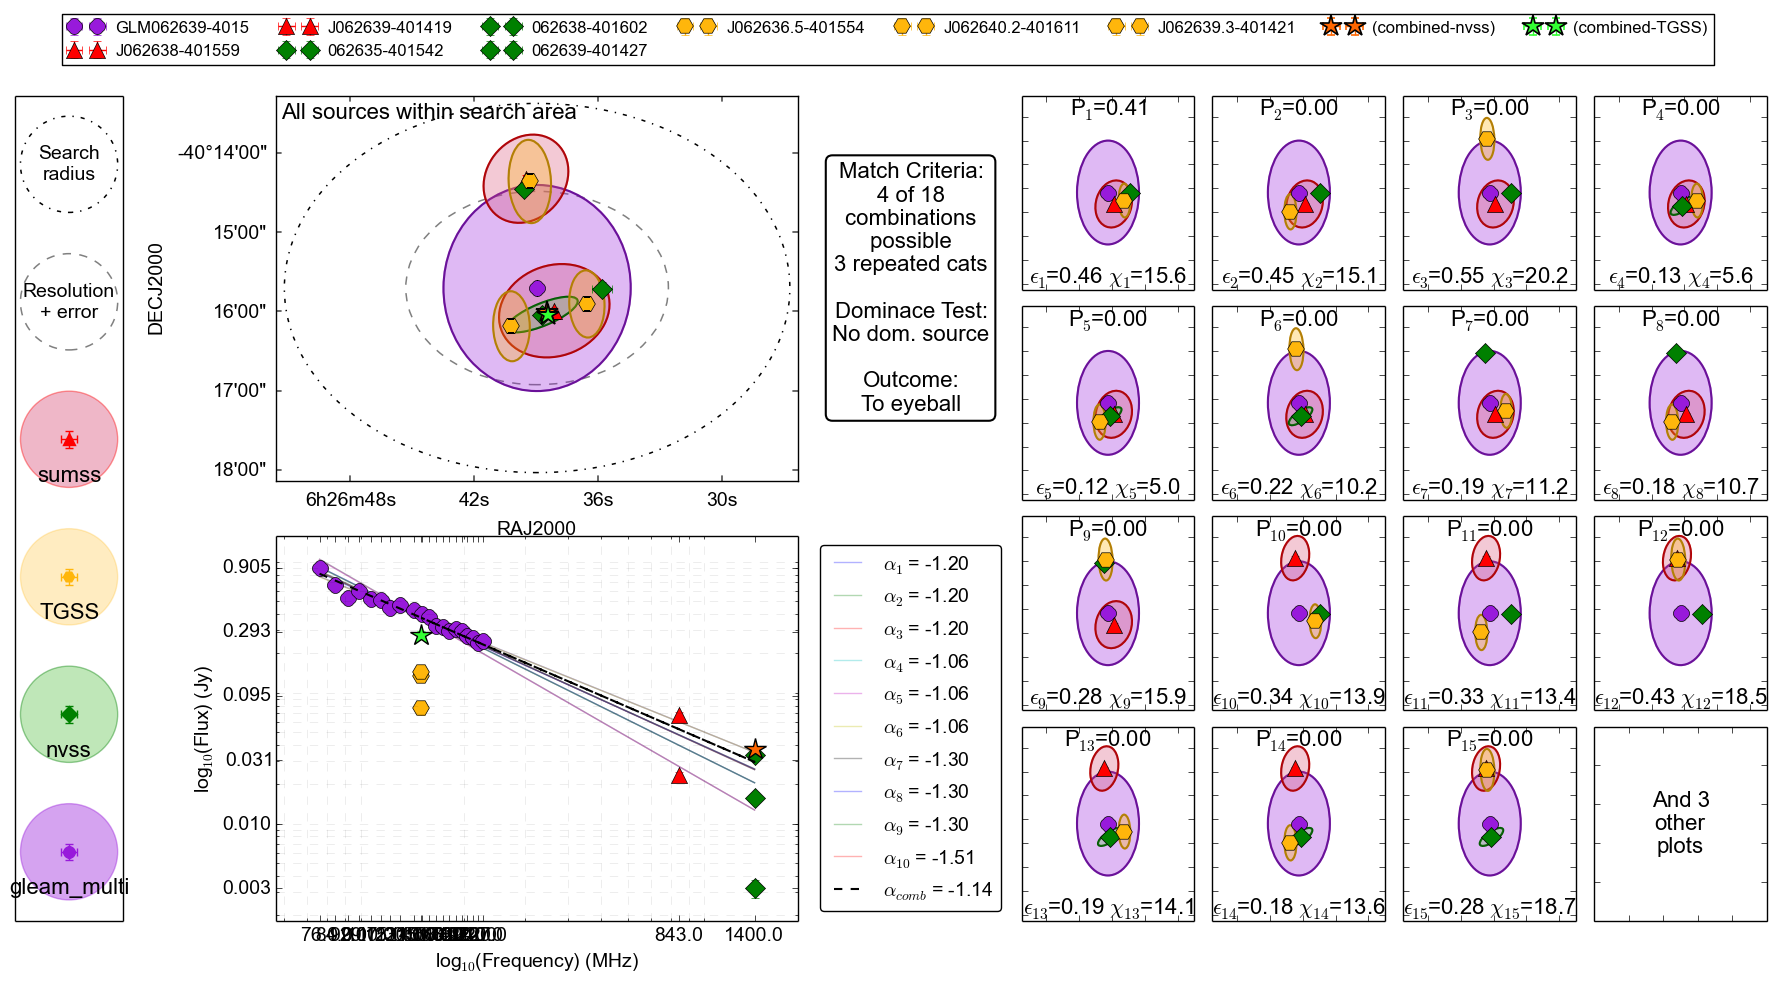 GLM062639-4015
J062639-401419
062638-401602
J062636.5-401554
J062640.2-401611
J062639.3-401421
(combined-nvss)
(combined-TGSS)
J062638-401559
062635-401542
062639-401427
Search
radius
Resolution
+ error
sumss
TGSS
nvss
gleam_multi
All sources within search area
DECJ2000
-40°14'00"
15'00"
16'00"
17'00"
18'00"
6h26m48s
42s
36s
30s
RAJ2000
Match Criteria:
4 of 18
combinations
possible
3 repeated cats
Dominace Test:
No dom. source
Outcome:
To eyeball
log10(Flux) (Jy)
0.905
0.293
0.095
0.031
0.010
0.003
843.0
1400.0
log10(Frequency) (MHz)
α1 = -1.20
α2 = -1.20
α3 = -1.20
α4 = -1.06
α5 = -1.06
α6 = -1.06
α7 = -1.30
α8 = -1.30
α9 = -1.30
α10 = -1.51
αcomb = -1.14
P1=0.41
ϵ1=0.46 χ1=15.6
P2=0.00
ϵ2=0.45 χ2=15.1
P3=0.00
ϵ3=0.55 χ3=20.2
P4=0.00
ϵ4=0.13 χ4=5.6
P5=0.00
ϵ5=0.12 χ5=5.0
P6=0.00
ϵ6=0.22 χ6=10.2
P7=0.00
ϵ7=0.19 χ7=11.2
P8=0.00
ϵ8=0.18 χ8=10.7
P9=0.00
ϵ9=0.28 χ9=15.9
P10=0.00
ϵ10=0.34 χ10=13.9
P11=0.00
ϵ11=0.33 χ11=13.4
P12=0.00
ϵ12=0.43 χ12=18.5
P13=0.00
ϵ13=0.19 χ13=14.1
P14=0.00
ϵ14=0.18 χ14=13.6
P15=0.00
ϵ15=0.28 χ15=18.7
And 3
other
plots